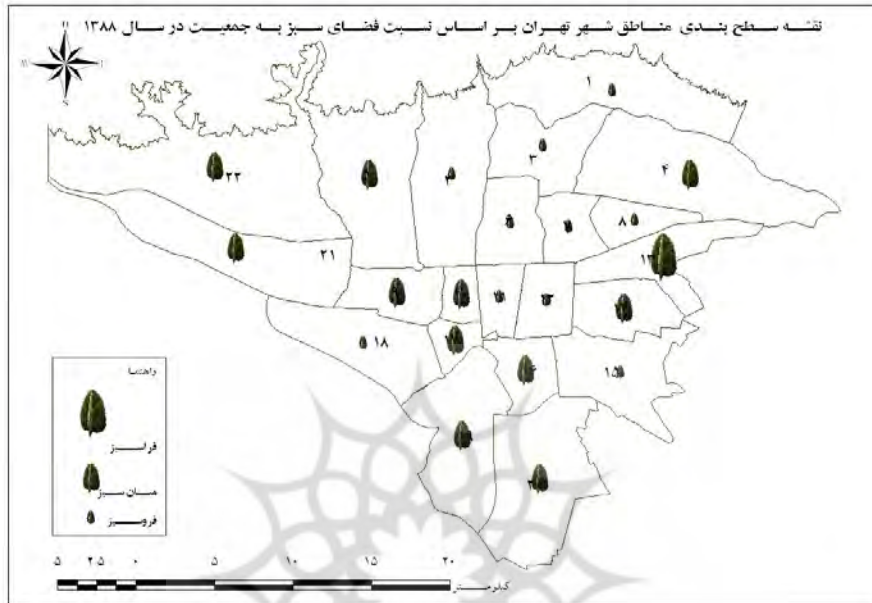 نقشه سطح بندی مناطق شهر تهران بر اساس نسبت فضای سبز به جمعیت در سال ۱۳۸۸
۱
۳
۴
۲۲
۸
۲۱
۱۳
۱۸
۱۵
راهنما
فراسبز
میان سبز
فروسبز
۵ ۲.۵ ۰ ۵ ۱۰ ۱۵ ۲۰
کیلومتر